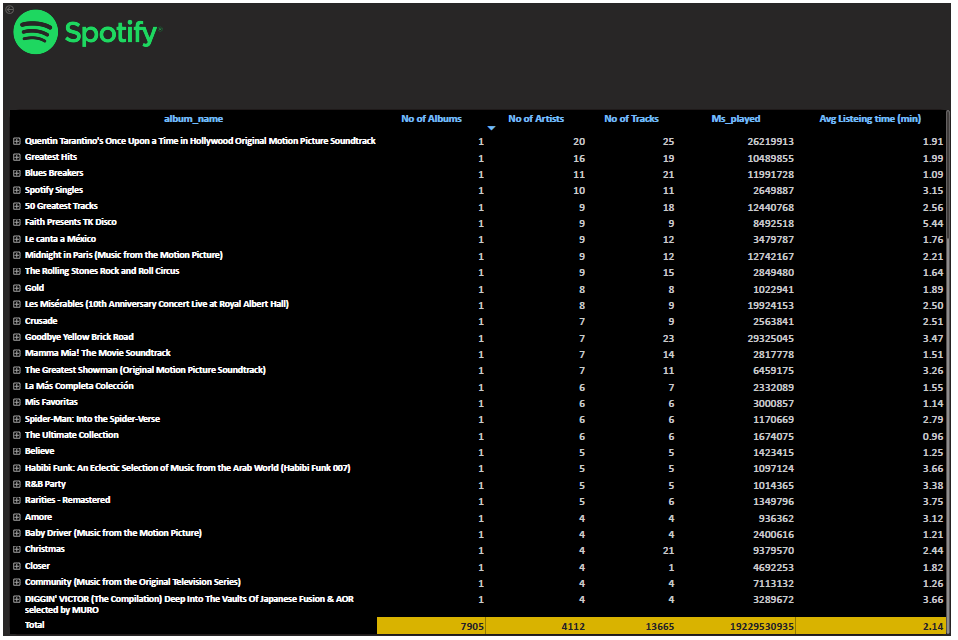 Spotify
album_name No of Albums No of Artists No of Tracks Ms_played Avg Listeing time (min)
Quentin Tarantino's Once Upon a Time in Hollywood Original Motion Picture Soundtrack 1 20 25 26219913 1.91
Greatest Hits 1 16 19 10489855 1.99
Blues Breakers 1 11 21 11991728 1.09
Spotify Singles 1 10 11 2649887 3.15
50 Greatest Tracks 1 9 18 12440768 2.56
Faith Presents TK Disco 1 9 9 8492518 5.44
Le canta a México 1 9 12 3479787 1.76
Midnight in Paris (Music from the Motion Picture) 1 9 12 12742167 2.21
The Rolling Stones Rock and Roll Circus 1 9 15 2849480 1.64
Gold 1 8 8 1022941 1.89
Les Misérables (10th Anniversary Concert Live at Royal Albert Hall) 1 8 9 19924153 2.50
Crusade 1 7 9 2563841 2.51
Goodbye Yellow Brick Road 1 7 23 29325045 3.47
Mamma Mia! The Movie Soundtrack 1 7 14 2817778 1.51
The Greatest Showman (Original Motion Picture Soundtrack) 1 7 11 6459175 3.26
La Más Completa Colección 1 6 7 2332089 1.55
Mis Favoritas 1 6 6 3000857 1.14
Spider-Man: Into the Spider-Verse 1 6 6 1170669 2.79
The Ultimate Collection 1 6 6 1674075 0.96
Believe 1 5 5 1423415 1.25
Habibi Funk: An Eclectic Selection of Music from the Arab World (Habibi Funk 007) 1 5 5 1097124 3.66
R&B Party 1 5 5 1014365 3.38
Rarities - Remastered 1 5 6 1349796 3.75
Amore 1 4 4 936362 3.12
Baby Driver (Music from the Motion Picture) 1 4 4 2400616 1.21
Christmas 1 4 21 9379570 2.44
Closer 1 4 1 4692253 1.82
Community (Music from the Original Television Series) 1 4 4 7113132 1.26
DIGGIN' VICTOR (The Compilation) Deep Into The Vaults Of Japanese Fusion & AOR 1 4 4 3289672 3.66
selected by MURO
Total 7905 4112 13665 19229530935 2.14